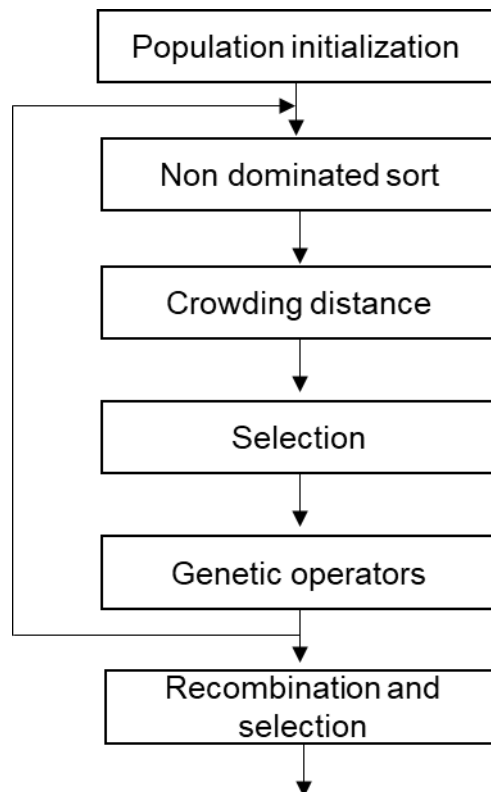 Population initialization
Non dominated sort
Crowding distance
Selection
Genetic operators
Recombination and
selection